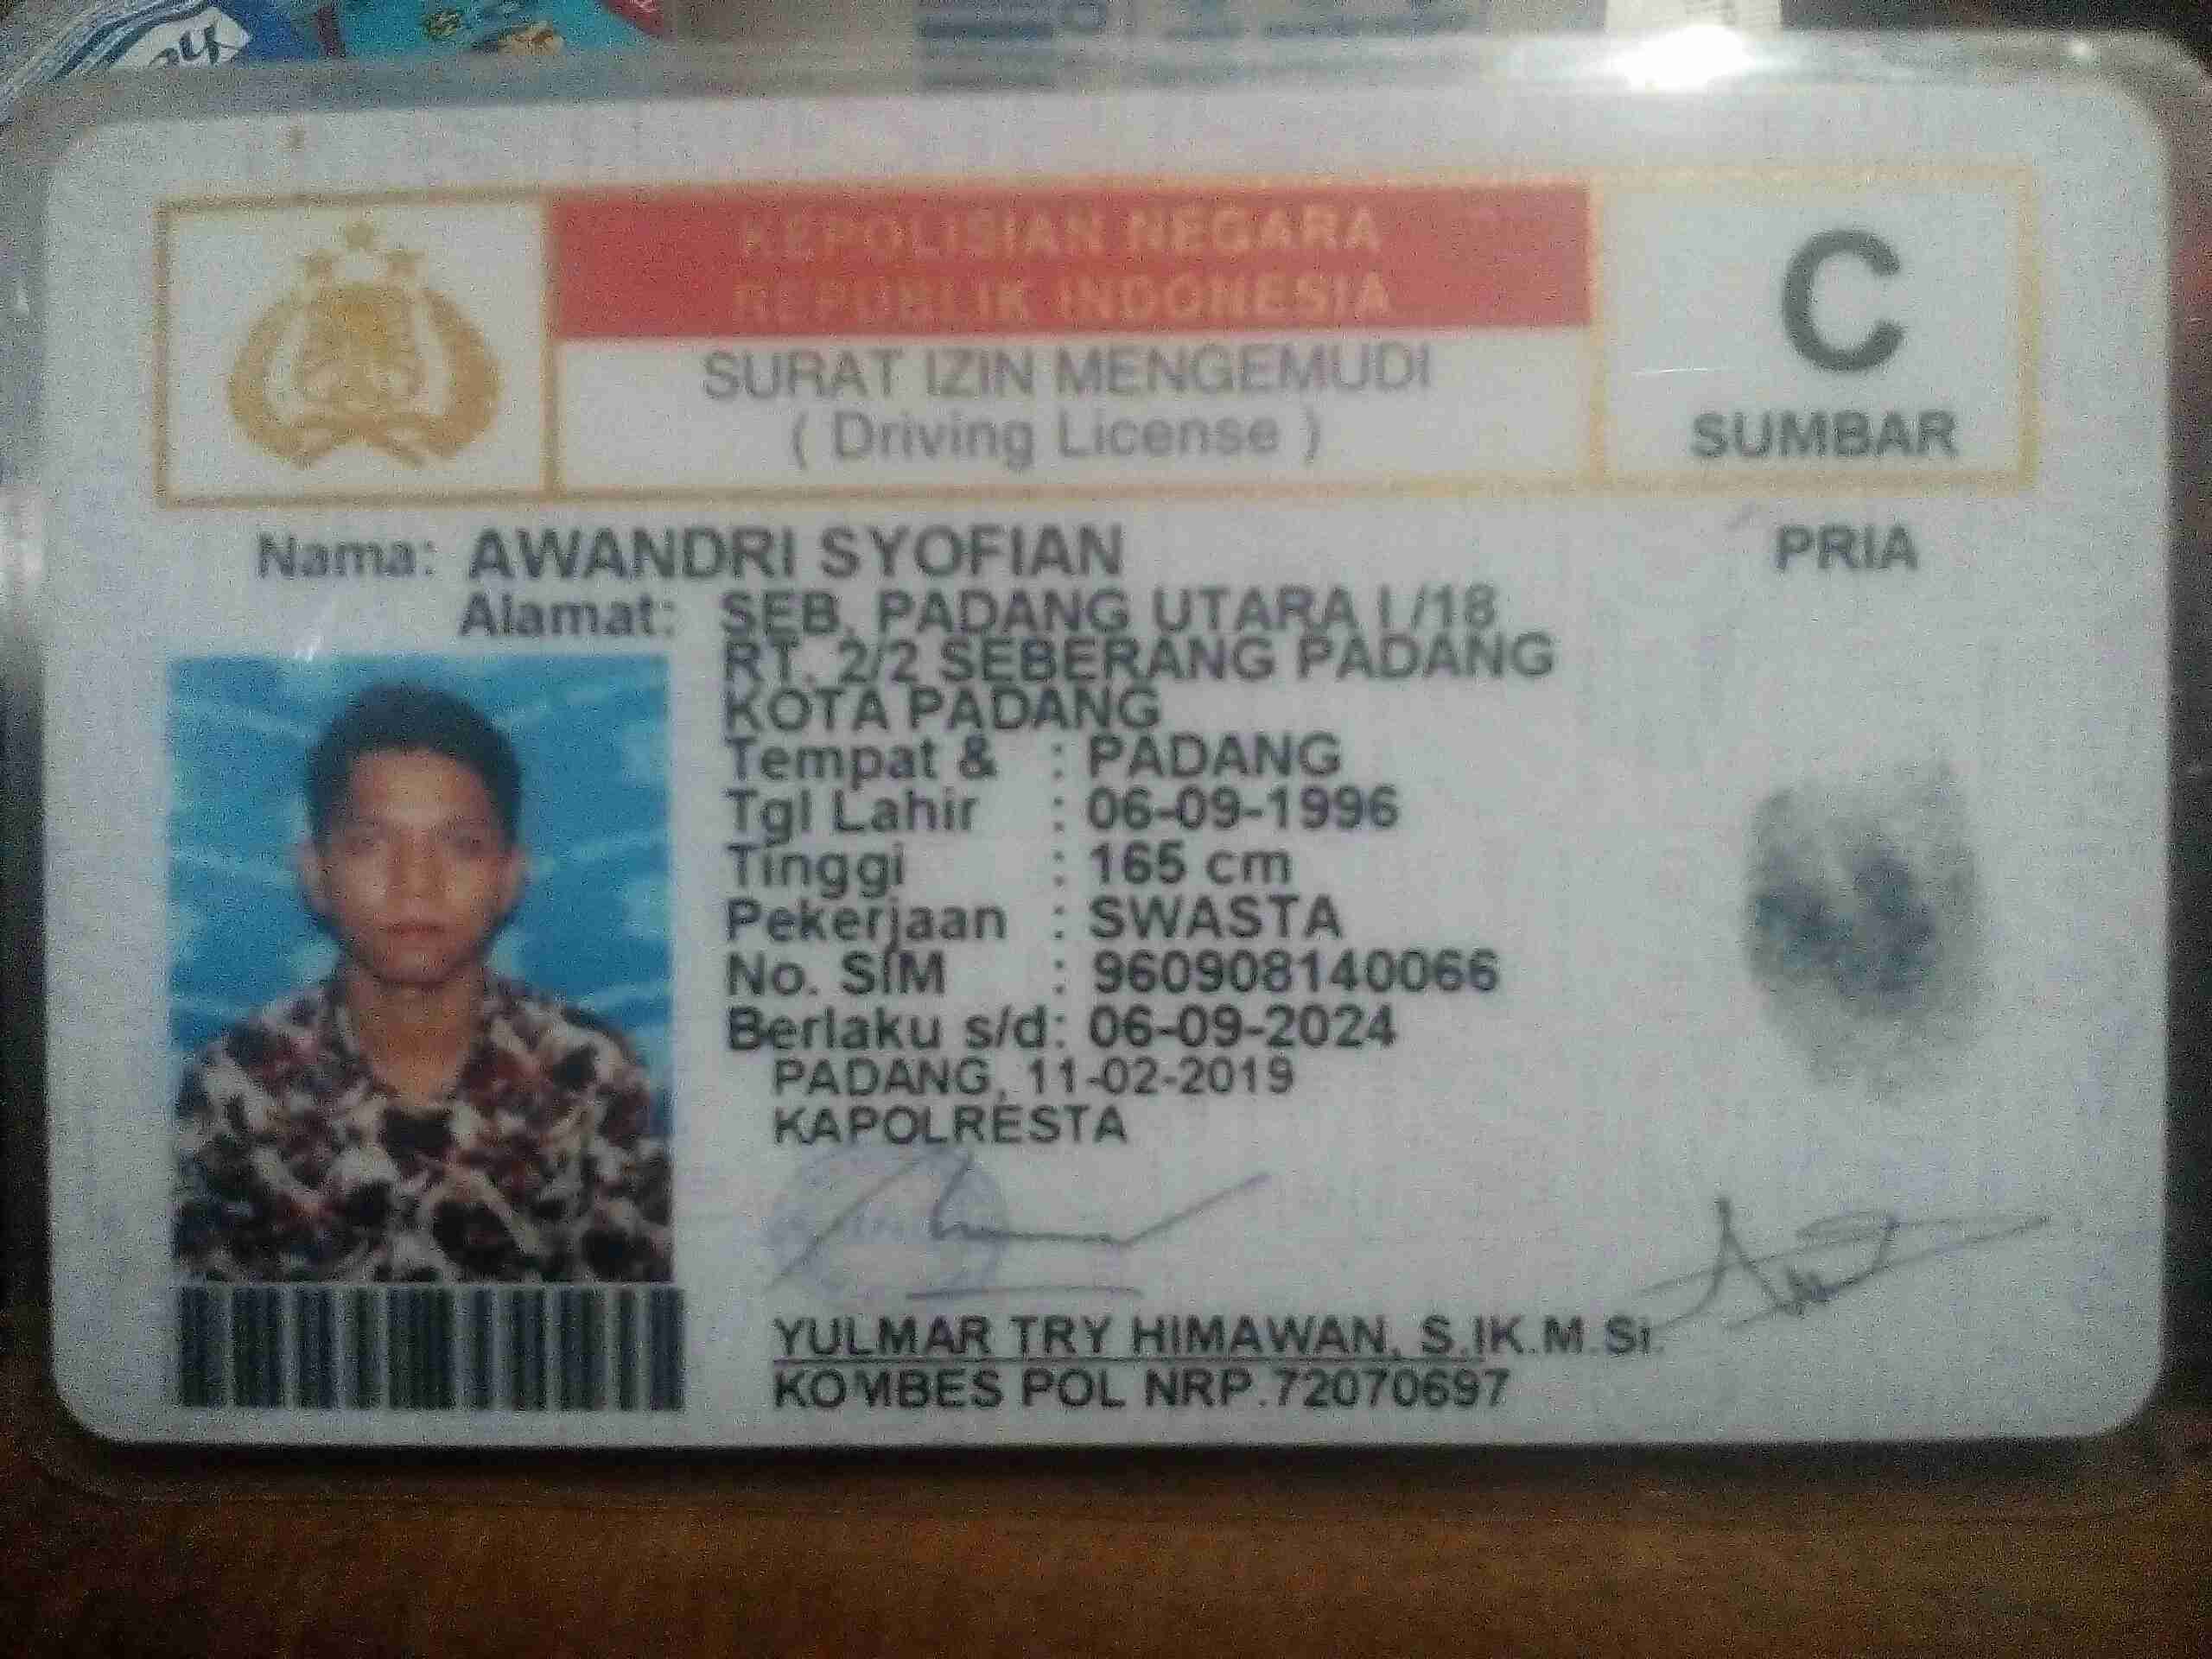 KEPOLISIAN NEGARA
REPUBLIK INDONESIA
SURAT IZIN MENGEMUDI
( Driving License )
C
SUMBAR
Nama: AWANDRI SYOFIAN
PRIA
Alamat: SEB. PADANG UTARA I/18
RT. 2/2 SEBERANG PADANG
KOTA PADANG
Tempat & : PADANG
Tgl Lahir : 06-09-1996
Tinggi : 165 cm
Pekerjaan : SWASTA
No. SIM : 960908140066
Berlaku s/d: 06-09-2024
PADANG, 11-02-2019
KAPOLRESTA
YULMAR TRY HIMAWAN, S.IK.M.Si.
KOMBES POL NRP.72070697